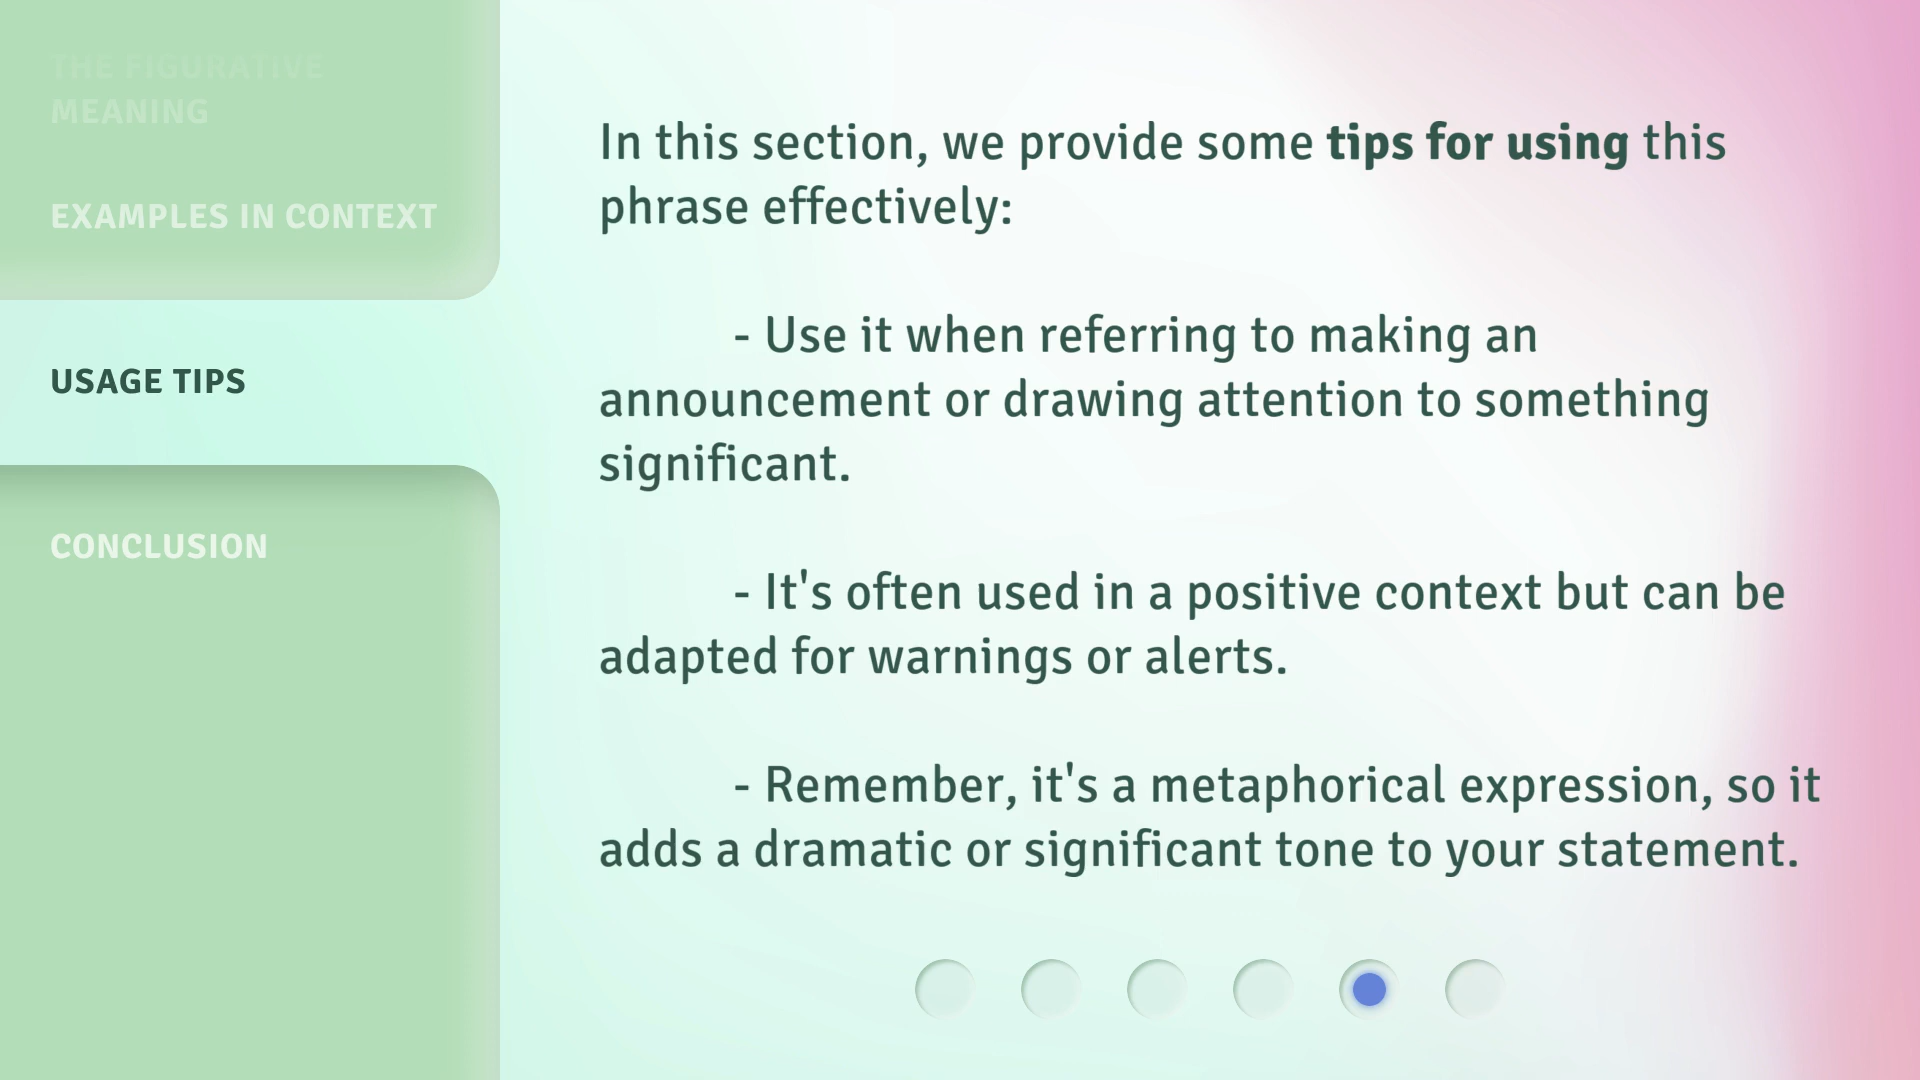 THE FIGURATIVE
MEANING
EXAMPLES IN CONTEXT
USAGE TIPS
CONCLUSION
In this section, we provide some tips for using this
phrase effectively:
- Use it when referring to making an
announcement or drawing attention to something
significant.
- It's often used in a positive context but can be
adapted for warnings or alerts.
- Remember, it's a metaphorical expression, so it
adds a dramatic or significant tone to your statement.